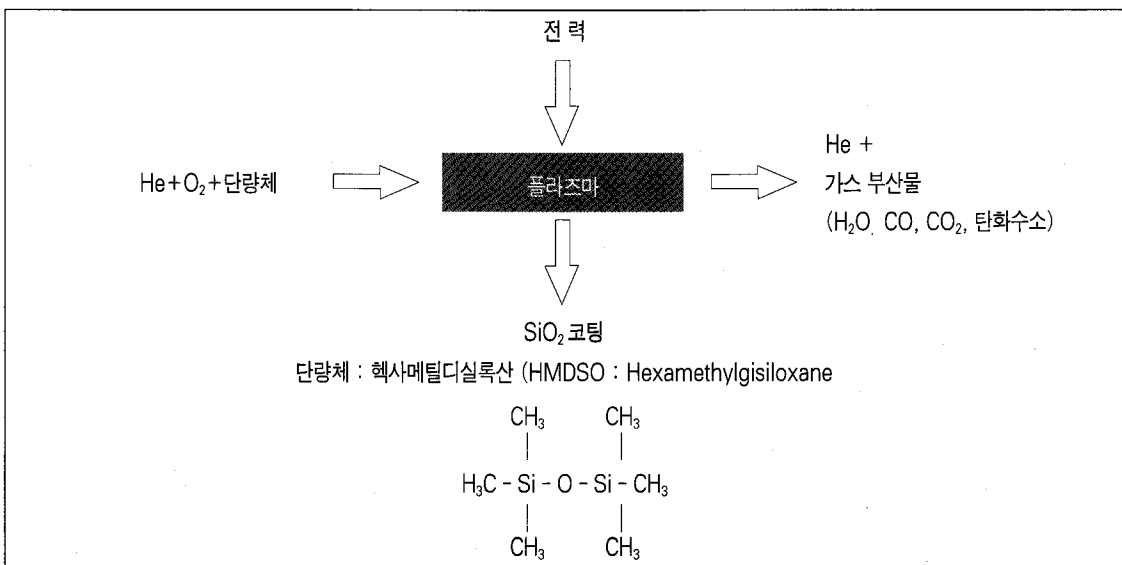 전 력
He+O₂+단량체
플라즈마
He +
가스 부산물
(H₂O, CO, CO₂, 탄화수소)
SiO₂ 코팅
단량체 : 헥사메틸디실록산 (HMDSO : Hexamethylgisiloxane
CH₃ CH₃
H₃C - Si - O - Si - CH₃
CH₃ CH₃